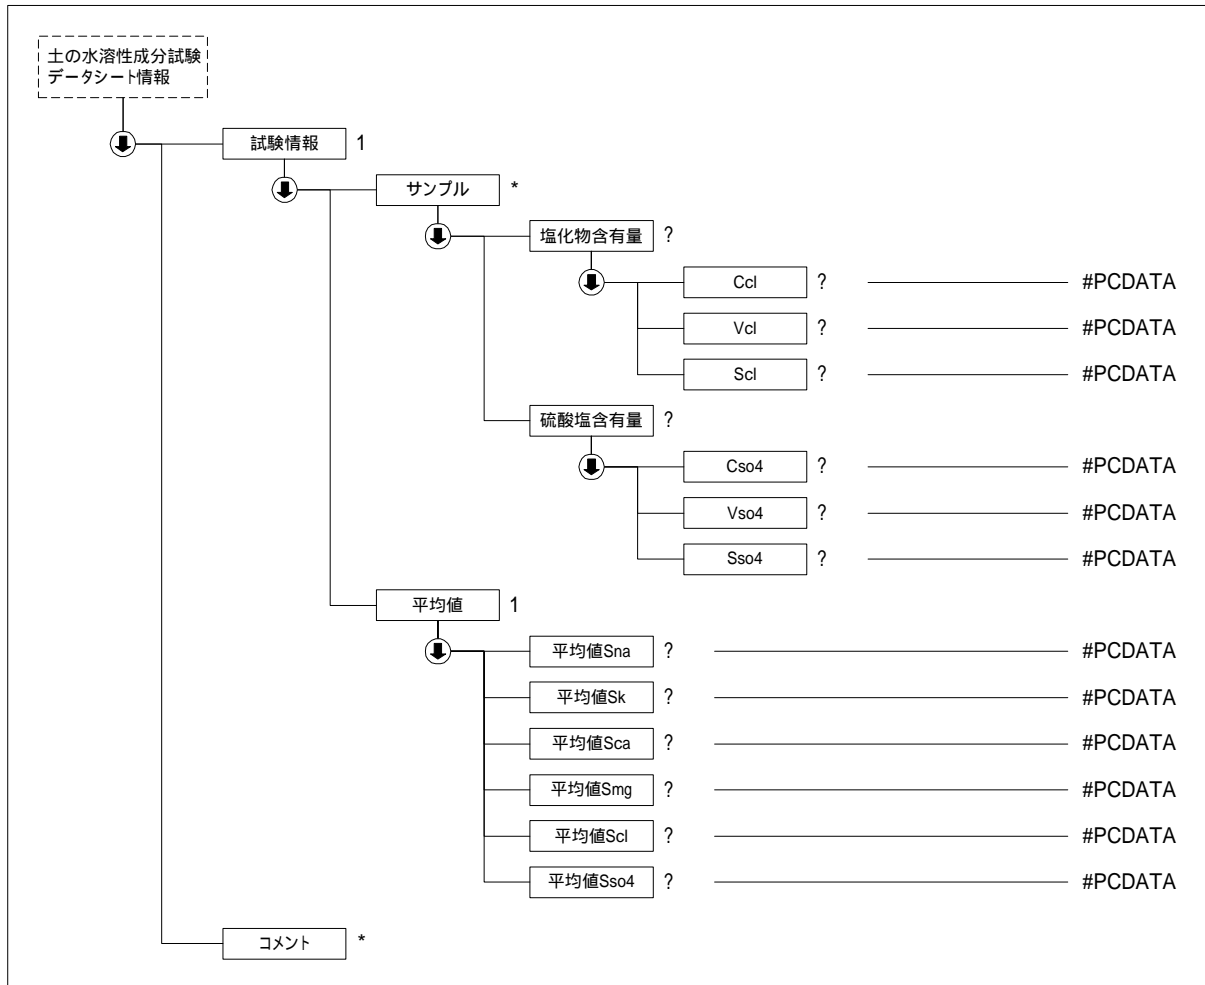 土の水溶性成分試験
データシート情報
試験情報 1
サンプル *
塩化物含有量 ?
Ccl ? #PCDATA
Vcl ? #PCDATA
Scl ? #PCDATA
硫酸塩含有量 ?
Cso4 ? #PCDATA
Vso4 ? #PCDATA
Sso4 ? #PCDATA
平均値 1
平均値Sna ? #PCDATA
平均値Sk ? #PCDATA
平均値Sca ? #PCDATA
平均値Smg ? #PCDATA
平均値Scl ? #PCDATA
平均値Sso4 ? #PCDATA
コメント *